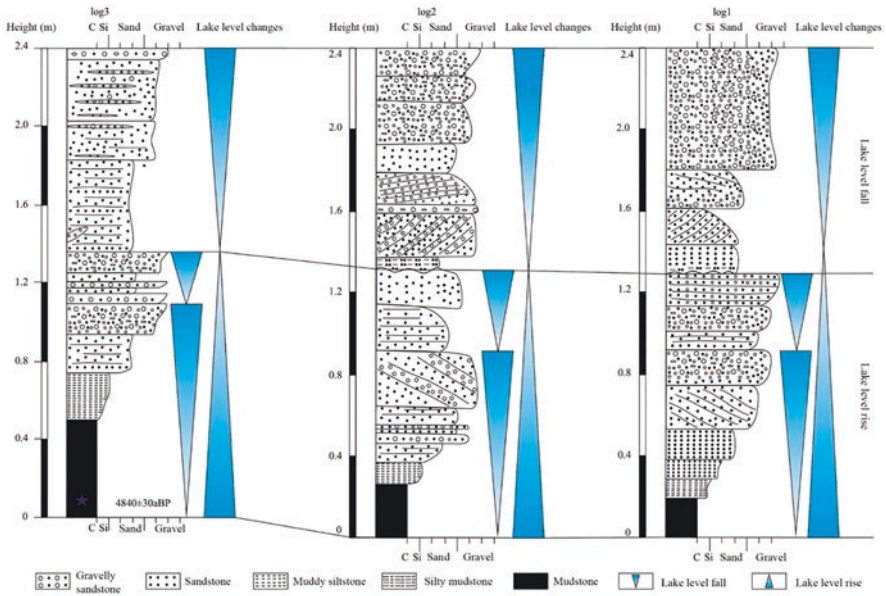 log3
log2
log1
Height (m) C Si Sand Gravel Lake level changes
Height (m) C Si Sand Gravel Lake level changes
Height (m) C Si Sand Gravel Lake level changes
2.4
2.4
2.4
2.0
2.0
2.0
1.6
1.6
1.6
1.2
1.2
1.2
0.8
0.8
0.8
0.4
0.4
0.4
0
0
0
Lake level fall
Lake level rise
4840±30aBP
C Si Sand Gravel
C Si Sand Gravel
C Si Sand Gravel
Gravelly
sandstone
Sandstone
Muddy siltstone
Silty mudstone
Mudstone
Lake level fall
Lake level rise